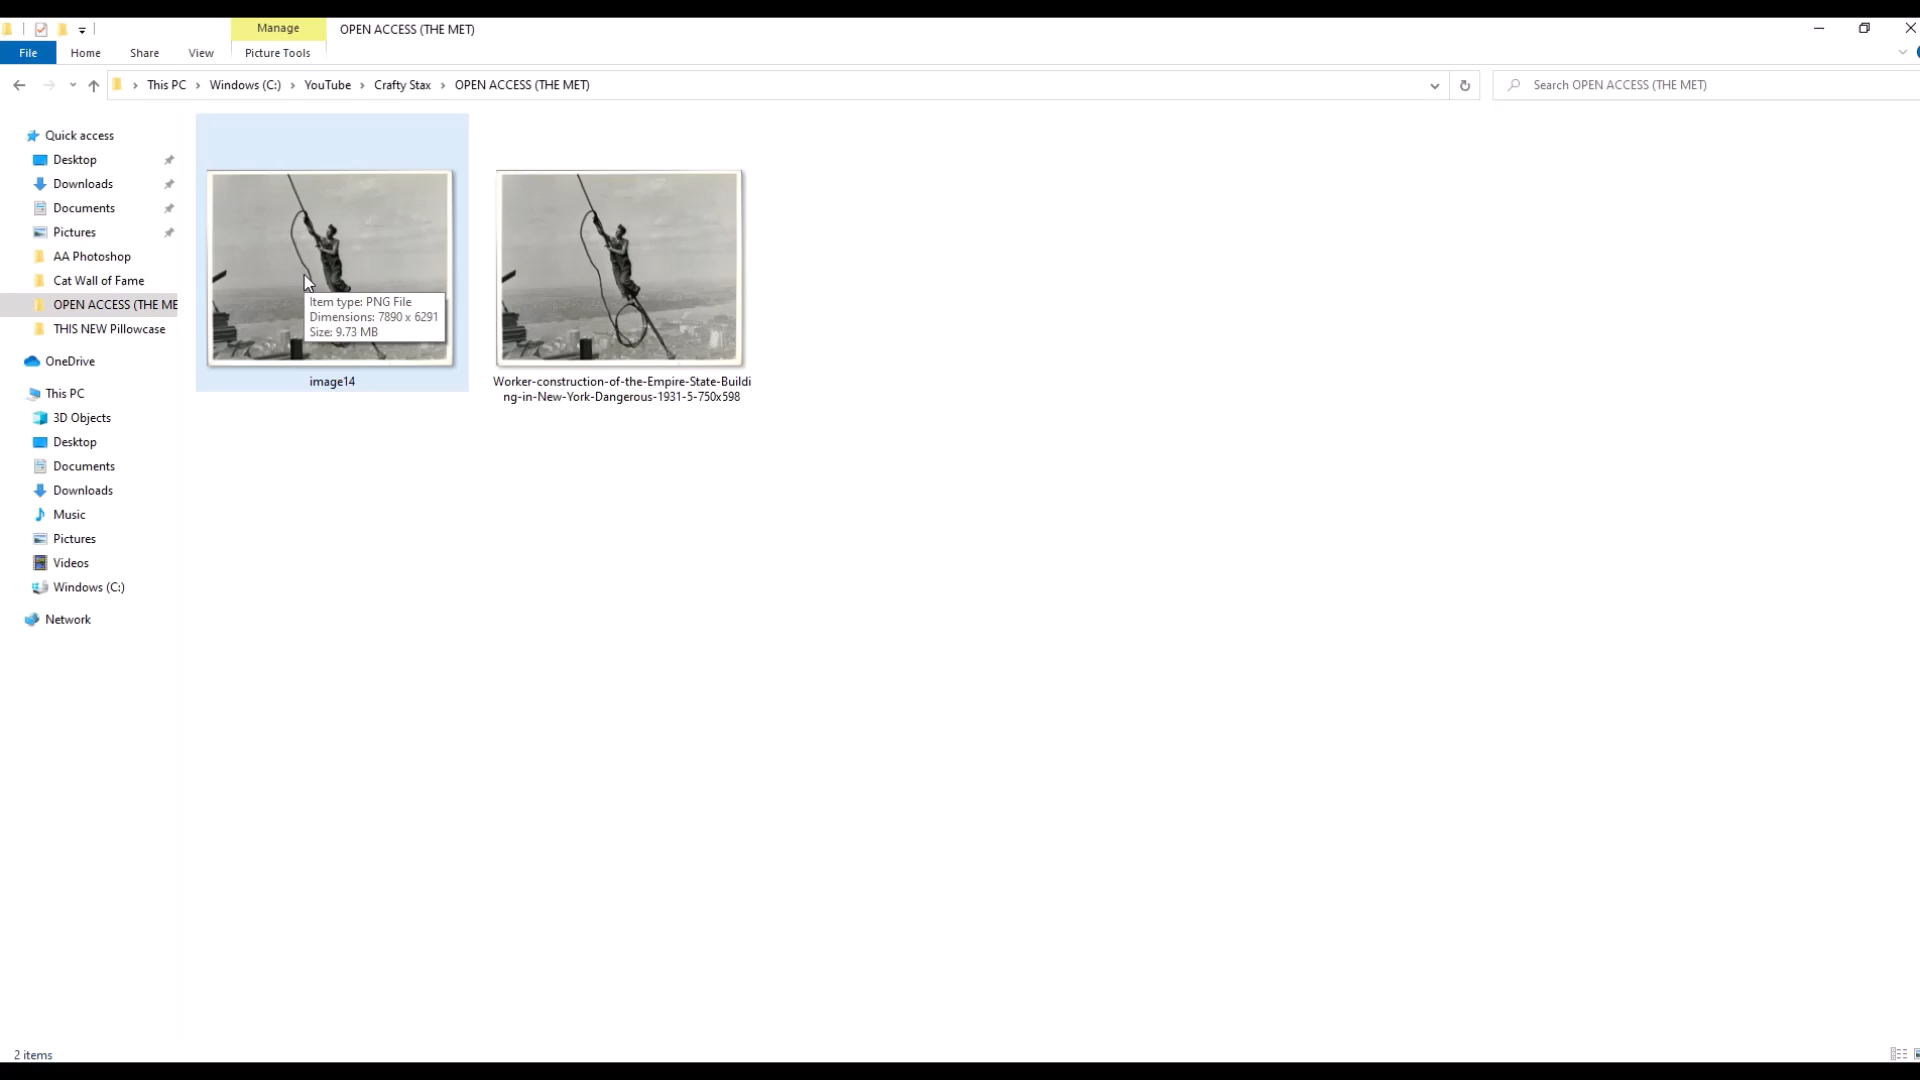 Manage
OPEN ACCESS (THE MET)
File
Home
Share
View
Picture Tools
This PC
Windows (C:)
YouTube
Crafty Stax
OPEN ACCESS (THE MET)
Search OPEN ACCESS (THE MET)
Quick access
Desktop
Downloads
Documents
Pictures
AA Photoshop
Cat Wall of Fame
OPEN ACCESS (THE ME
THIS NEW Pillowcase
OneDrive
This PC
3D Objects
Desktop
Documents
Downloads
Music
Pictures
Videos
Windows (C:)
Network
Item type: PNG File
Dimensions: 7890 x 6291
Size: 9.73 MB
image14
Worker-construction-of-the-Empire-State-Buildi
ng-in-New-York-Dangerous-1931-5-750x598
2 items